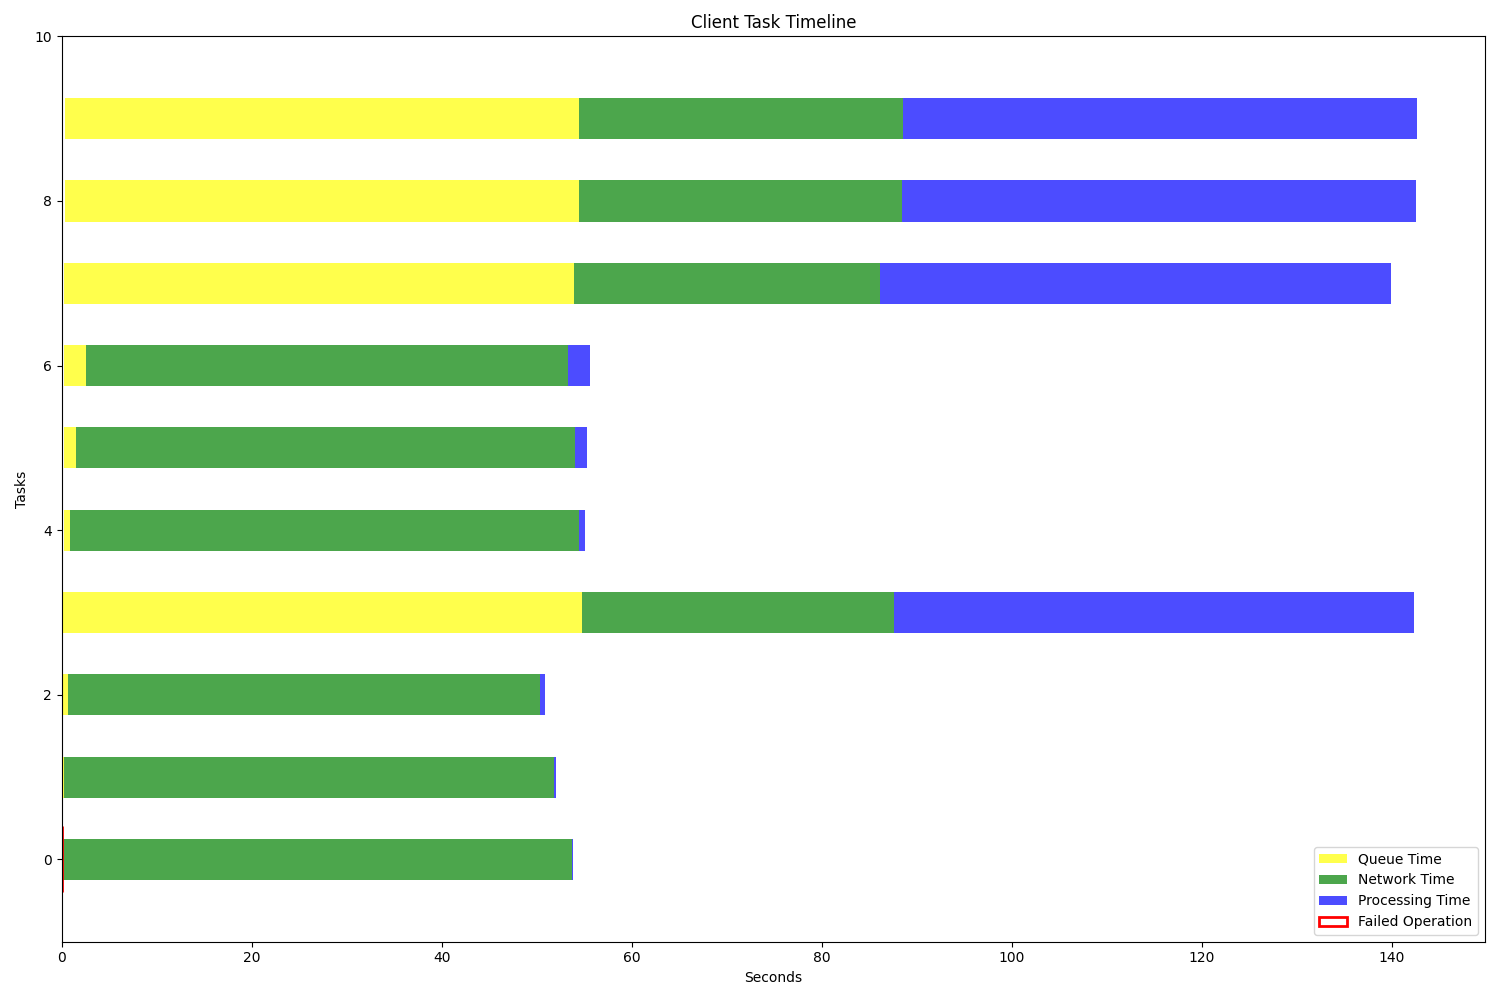 Client Task Timeline
10
8
6
4
2
0
Tasks
0 20 40 60 80 100 120 140
Seconds
Queue Time
Network Time
Processing Time
Failed Operation